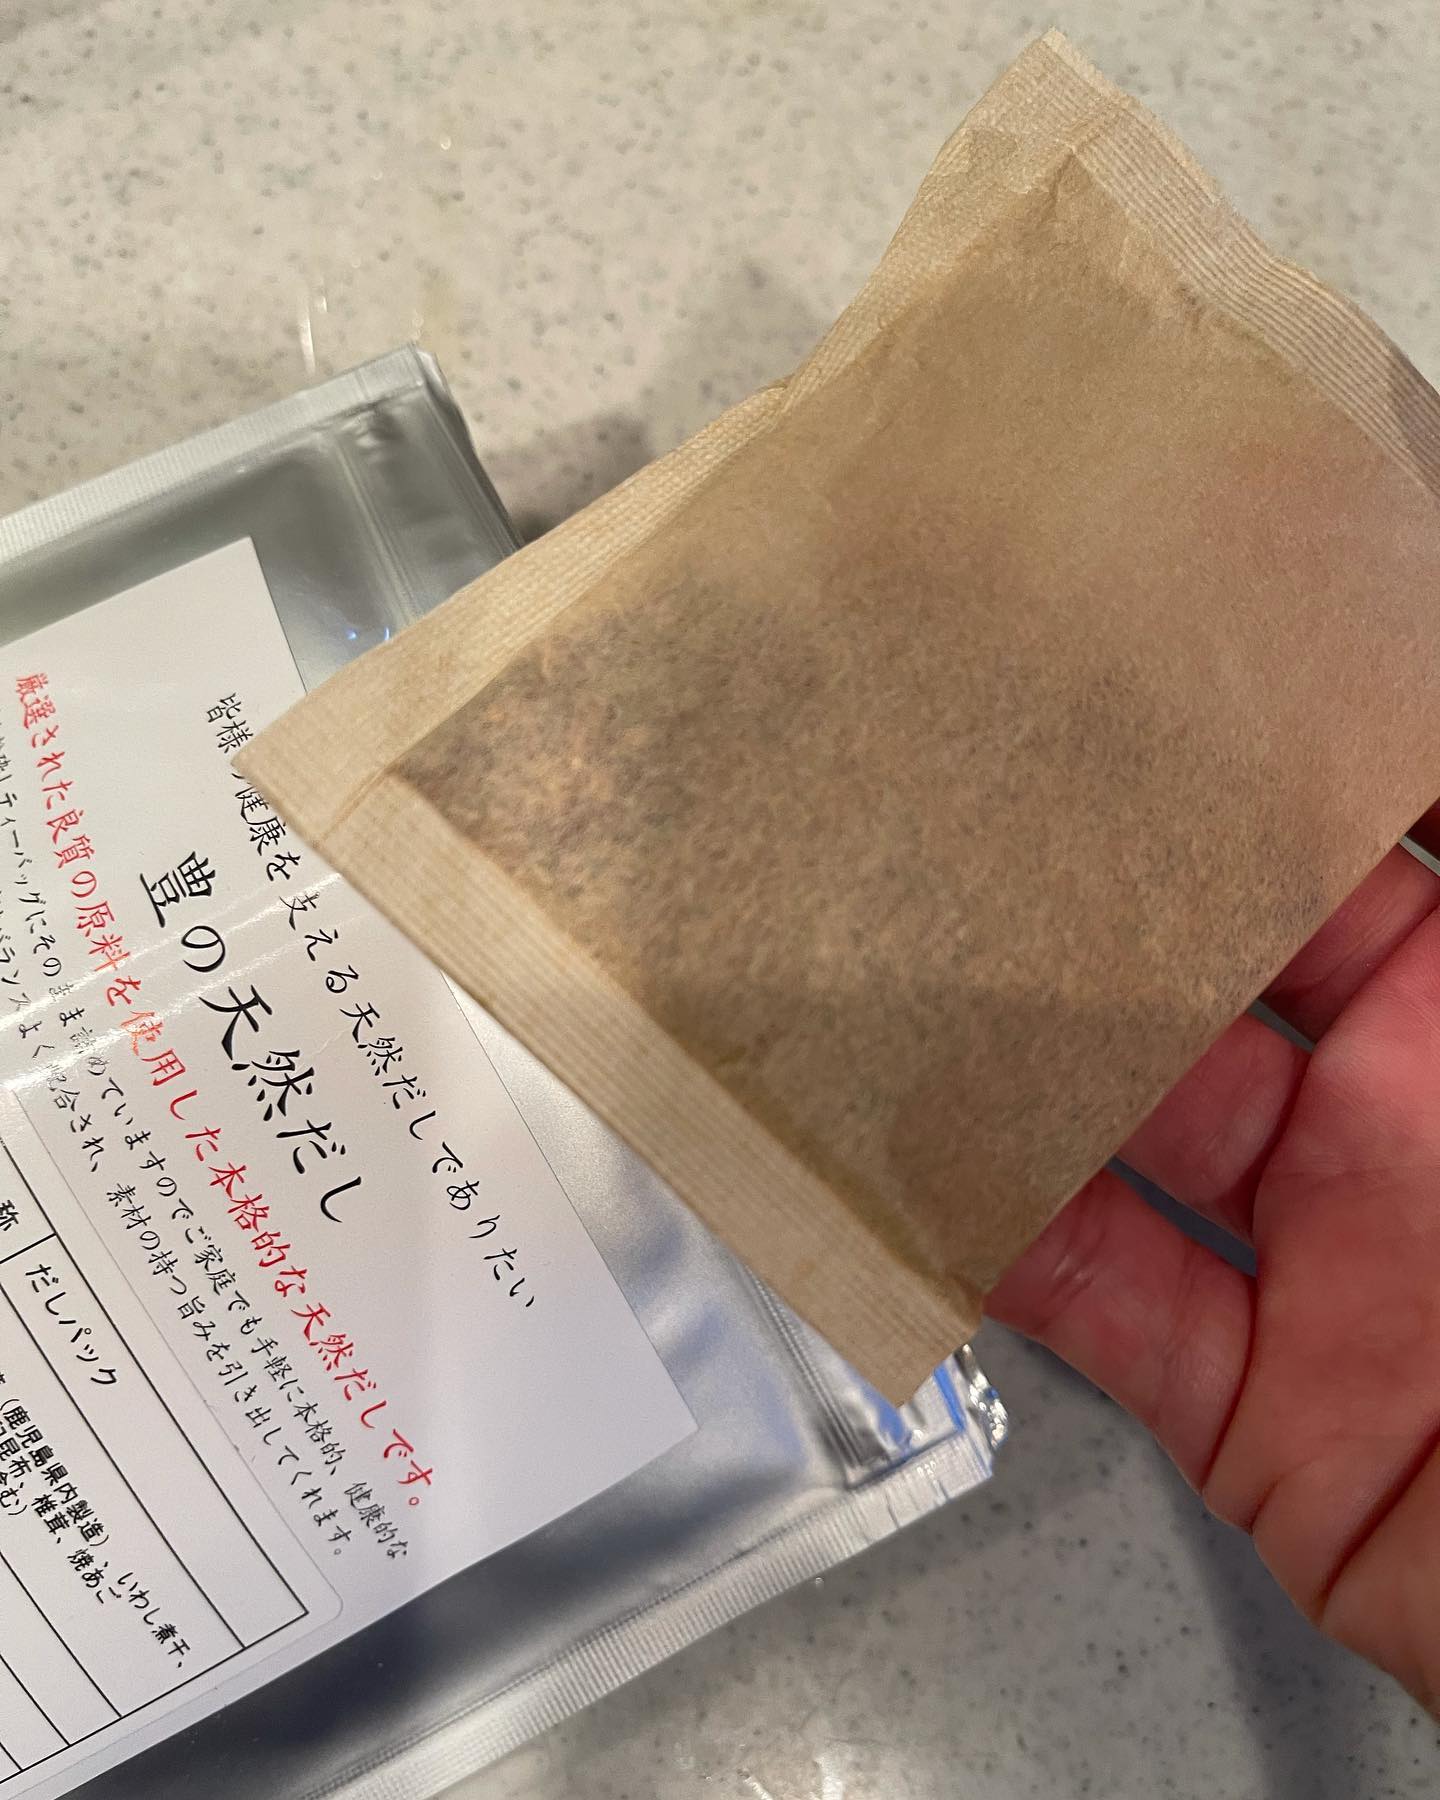 皆様の健康を支える天然だしでありたい
豊の天然だし
厳選された良質の原料を使用した本格的な天然だしです。
ティーバッグにそのまま詰めていますのでご家庭でも手軽に本格的、健康的な
バランスよく配合され、素材の持つ旨みを引き出してくれます。
称 だしパック
（鹿児島県内製造）、いわし煮干、
昆布、椎茸、焼あご
含む）